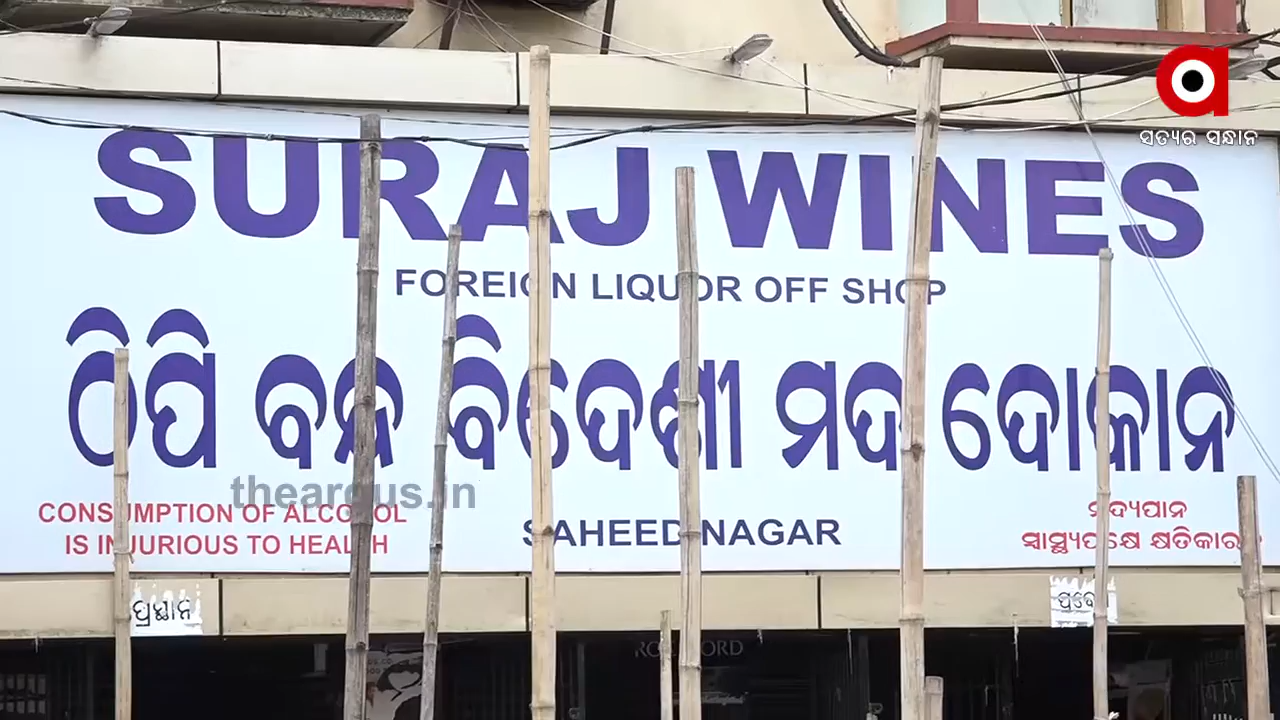 ସତ୍ୟର ସନ୍ଧାନ
SURAJ WINES
FOREIGN LIQUOR OFF SHOP
ଠିପି ବନ୍ଦ ବିଦେଶୀ ମଦ ଦୋକାନ
theargus.in
CONSUMPTION OF ALCOHOL
IS INJURIOUS TO HEALTH
SAHEED NAGAR
ମଦ୍ୟପାନ
ସ୍ୱାସ୍ଥ୍ୟପକ୍ଷେ କ୍ଷତିକାରକ
ପ୍ରସ୍ଥାନ